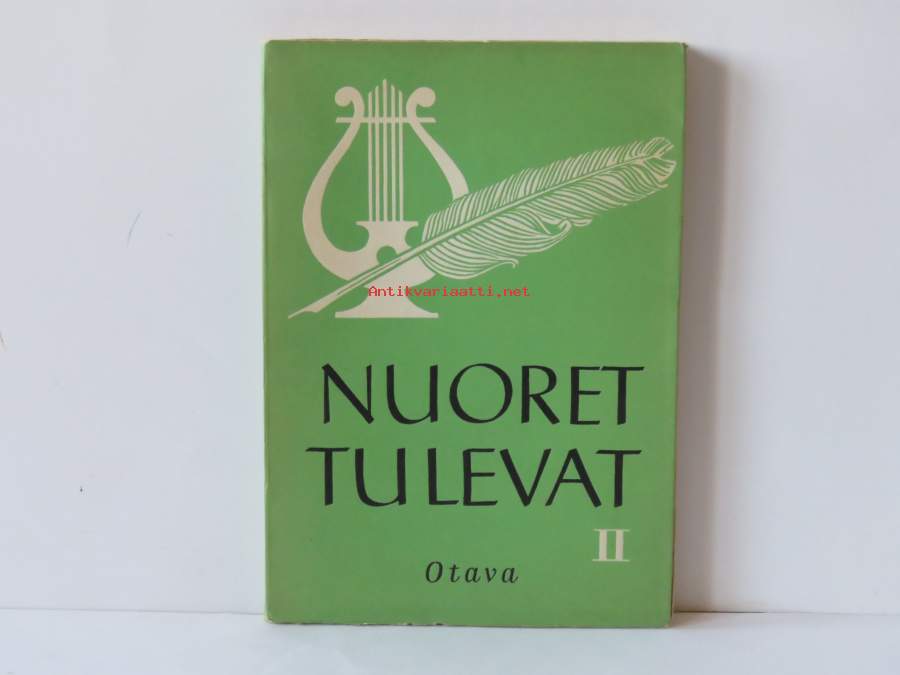 Antikvariaatti.net
NUORET
TULEVAT
II
Otava